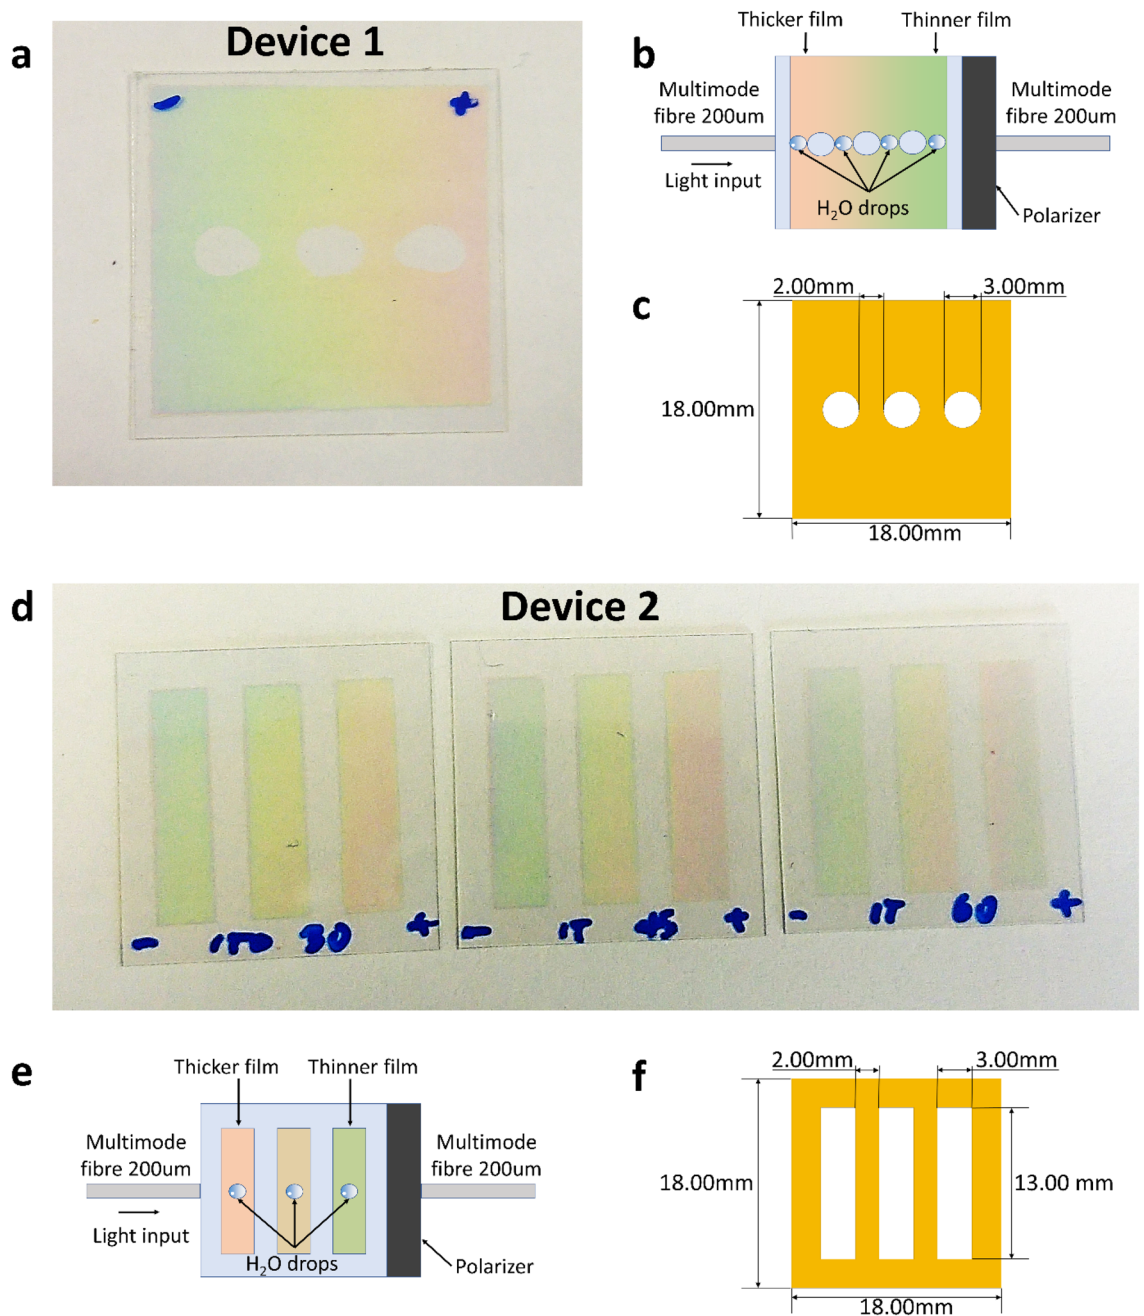 a
Device 1
-
+
b
Thicker film
Thinner film
Multimode
fibre 200um
Multimode
fibre 200um
Light input
H₂O drops
Polarizer
c
2.00mm
3.00mm
18.00mm
18.00mm
d
Device 2
- ITO 30 +
- IT 45 +
- IT 60 +
e
Thicker film
Thinner film
Multimode
fibre 200um
Multimode
fibre 200um
Light input
H₂O drops
Polarizer
f
2.00mm
3.00mm
18.00mm
13.00 mm
18.00mm